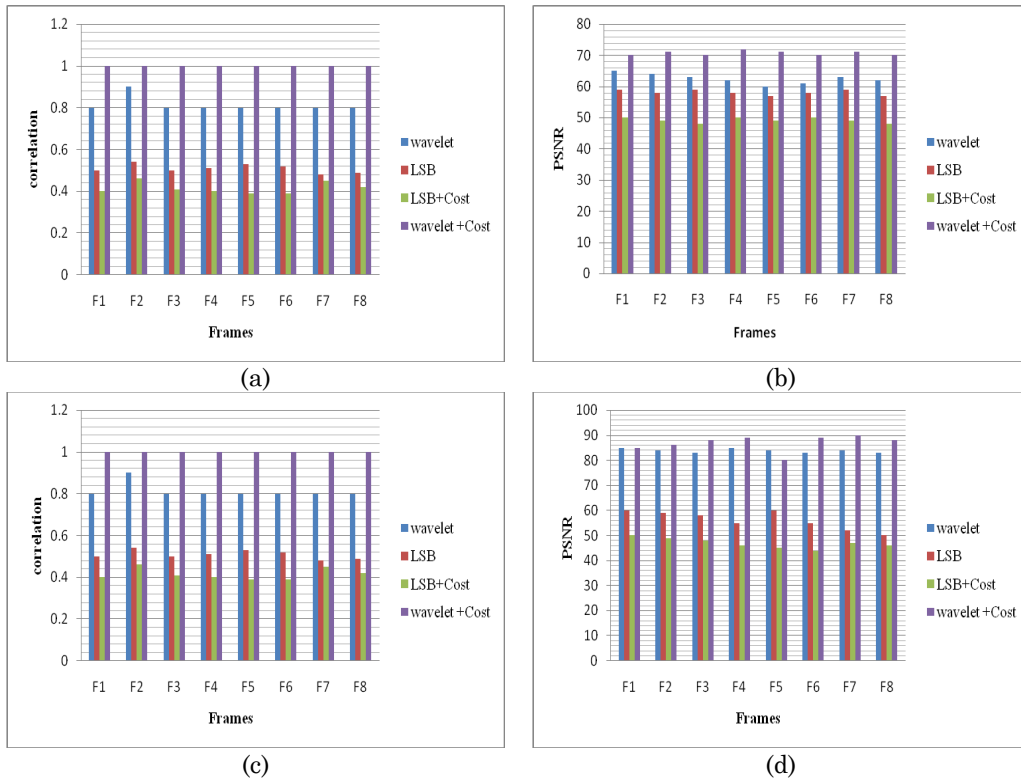 1.2
1
0.8
0.6
0.4
0.2
0
correlation
F1 F2 F3 F4 F5 F6 F7 F8
Frames
wavelet
LSB
LSB+Cost
wavelet +Cost
(a)
80
70
60
50
40
30
20
10
0
PSNR
F1 F2 F3 F4 F5 F6 F7 F8
Frames
wavelet
LSB
LSB+Cost
wavelet +Cost
(b)
1.2
1
0.8
0.6
0.4
0.2
0
correlation
F1 F2 F3 F4 F5 F6 F7 F8
Frames
wavelet
LSB
LSB+Cost
wavelet +Cost
(c)
100
90
80
70
60
50
40
30
20
10
0
PSNR
F1 F2 F3 F4 F5 F6 F7 F8
Frames
wavelet
LSB
LSB+Cost
wavelet +Cost
(d)